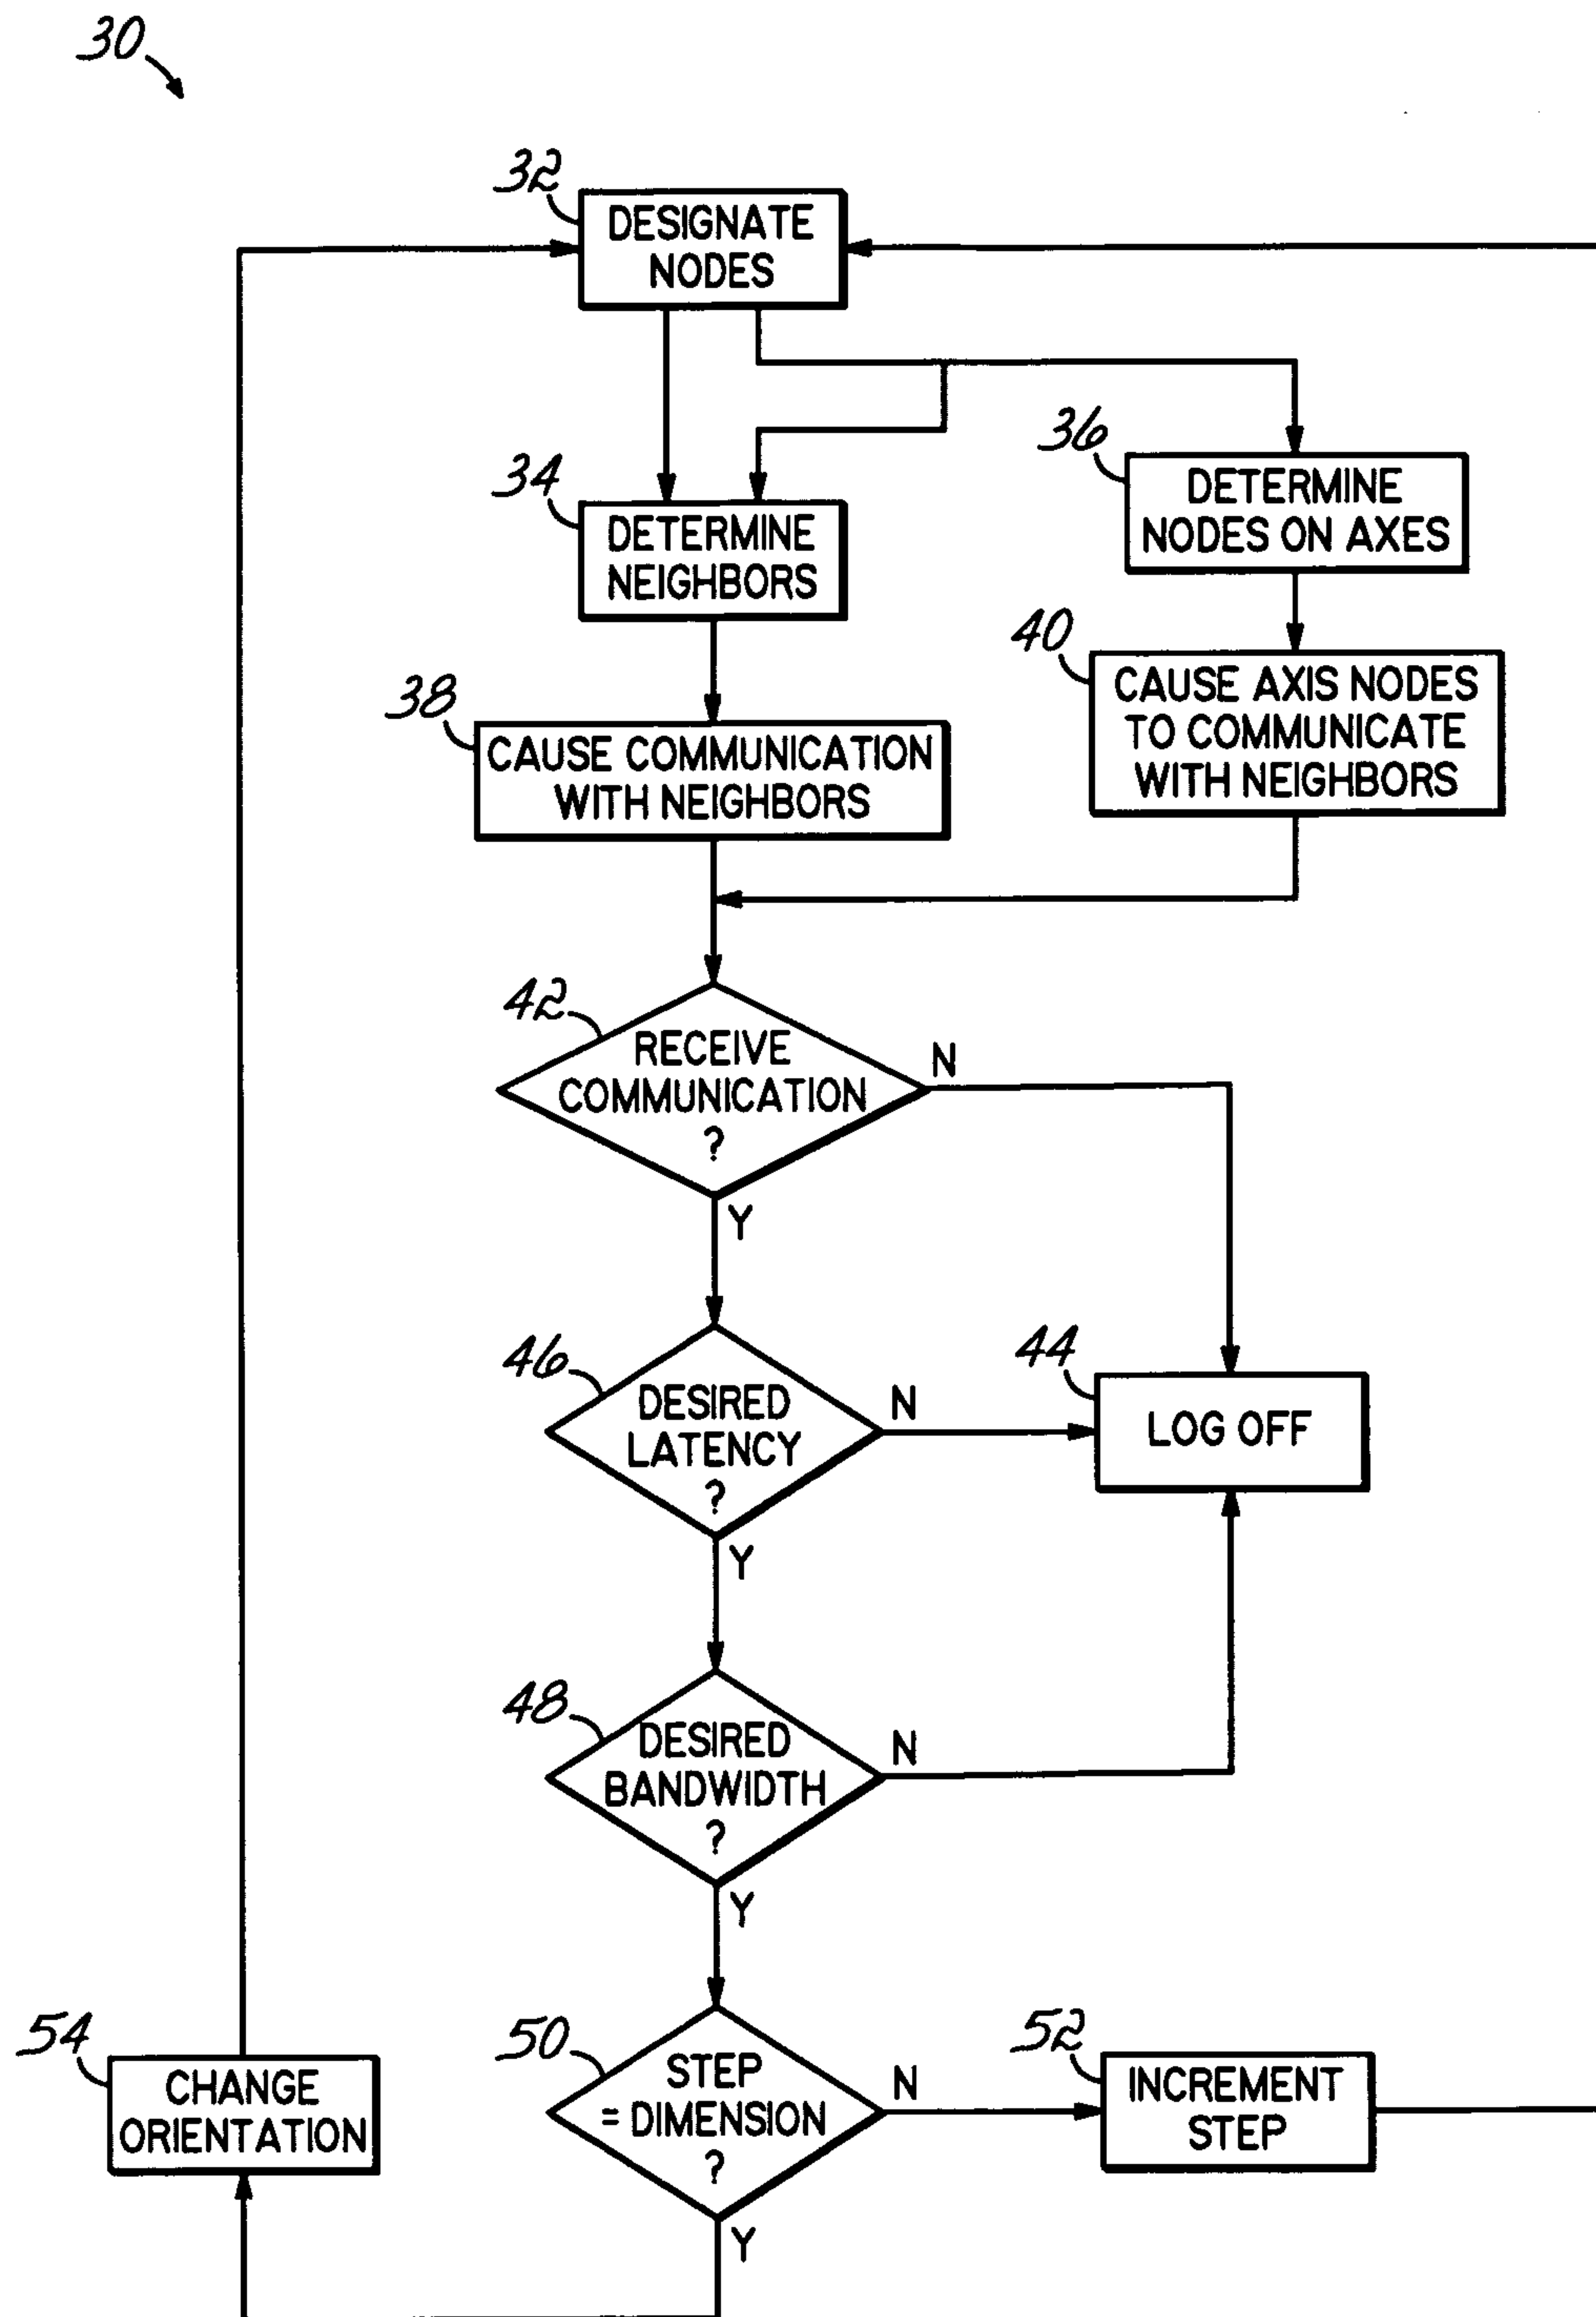 30
32
DESIGNATE
NODES
34
DETERMINE
NEIGHBORS
36
DETERMINE
NODES ON AXES
38
CAUSE COMMUNICATION
WITH NEIGHBORS
40
CAUSE AXIS NODES
TO COMMUNICATE
WITH NEIGHBORS
42
RECEIVE
COMMUNICATION
?
N
Y
46
DESIRED
LATENCY
?
N
Y
44
LOG OFF
48
DESIRED
BANDWIDTH
?
N
Y
50
STEP
= DIMENSION
?
N
Y
52
INCREMENT
STEP
54
CHANGE
ORIENTATION